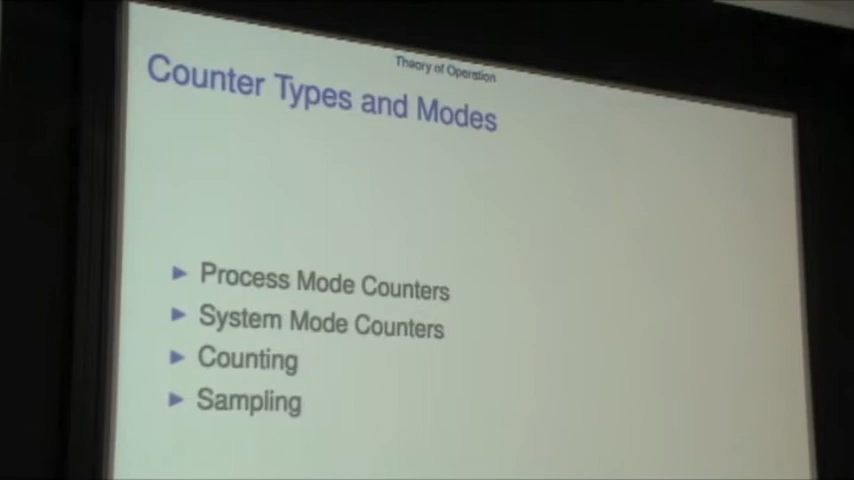 Theory of Operation
Counter Types and Modes
► Process Mode Counters
► System Mode Counters
► Counting
► Sampling